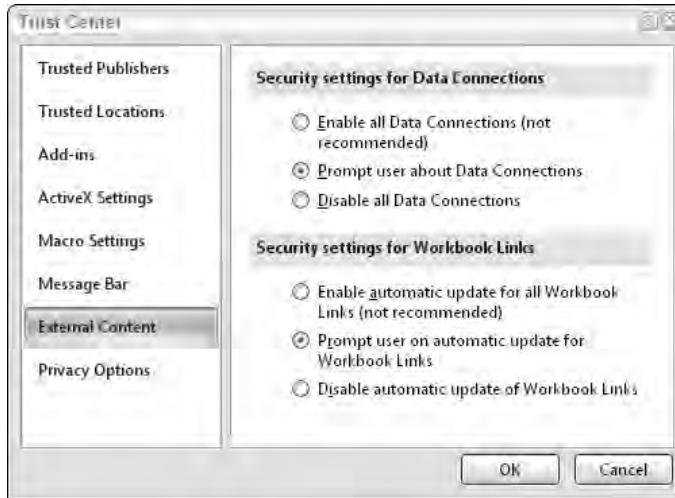 Trust Center
Trusted Publishers
Trusted Locations
Add-ins
ActiveX Settings
Macro Settings
Message Bar
External Content
Privacy Options
Security settings for Data Connections
Enable all Data Connections (not
recommended)
Prompt user about Data Connections
Disable all Data Connections
Security settings for Workbook Links
Enable automatic update for all Workbook
Links (not recommended)
Prompt user on automatic update for
Workbook Links
Disable automatic update of Workbook Links
OK
Cancel